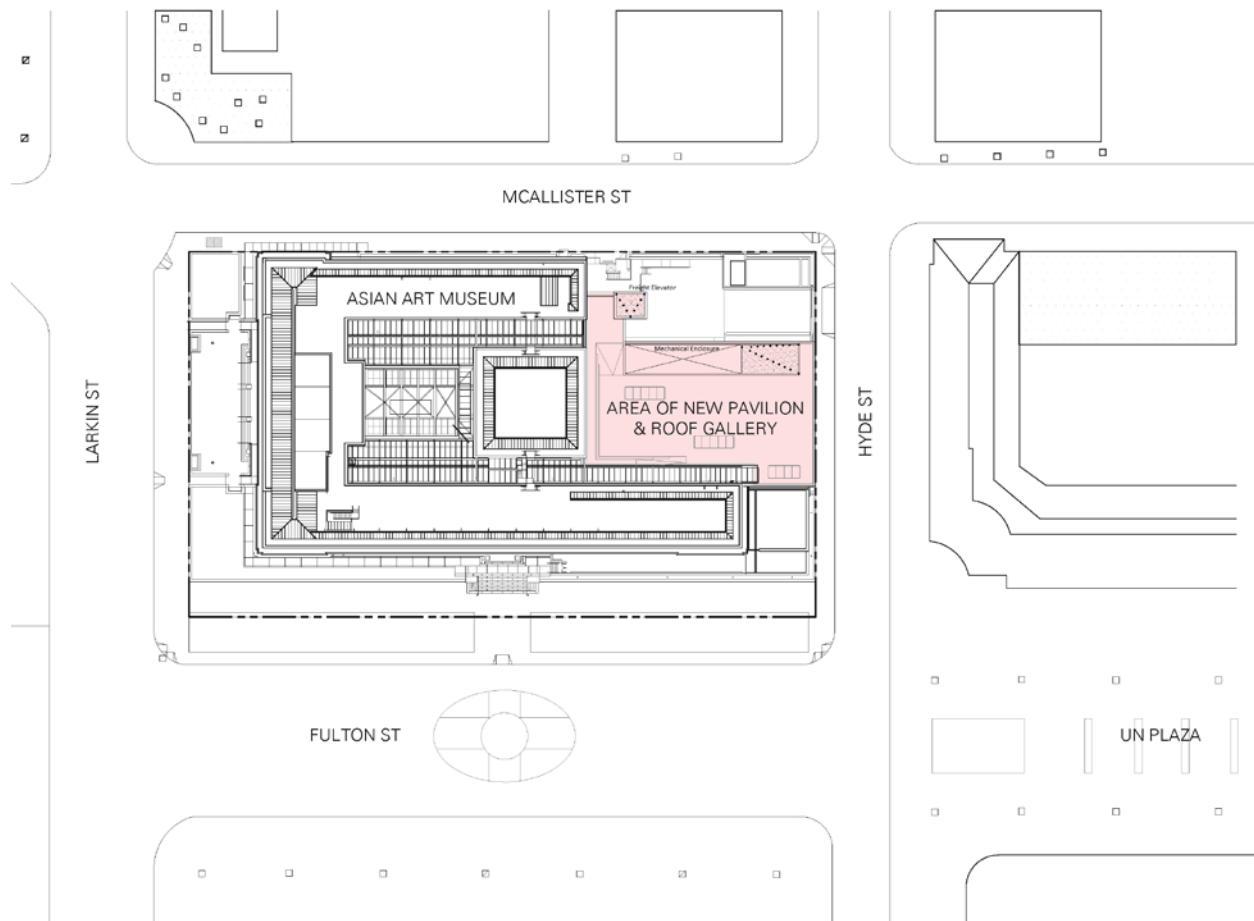 MCALLISTER ST
ASIAN ART MUSEUM
Freight Elevator
Mechanical Enclosure
AREA OF NEW PAVILION
& ROOF GALLERY
LARKIN ST
HYDE ST
FULTON ST
UN PLAZA